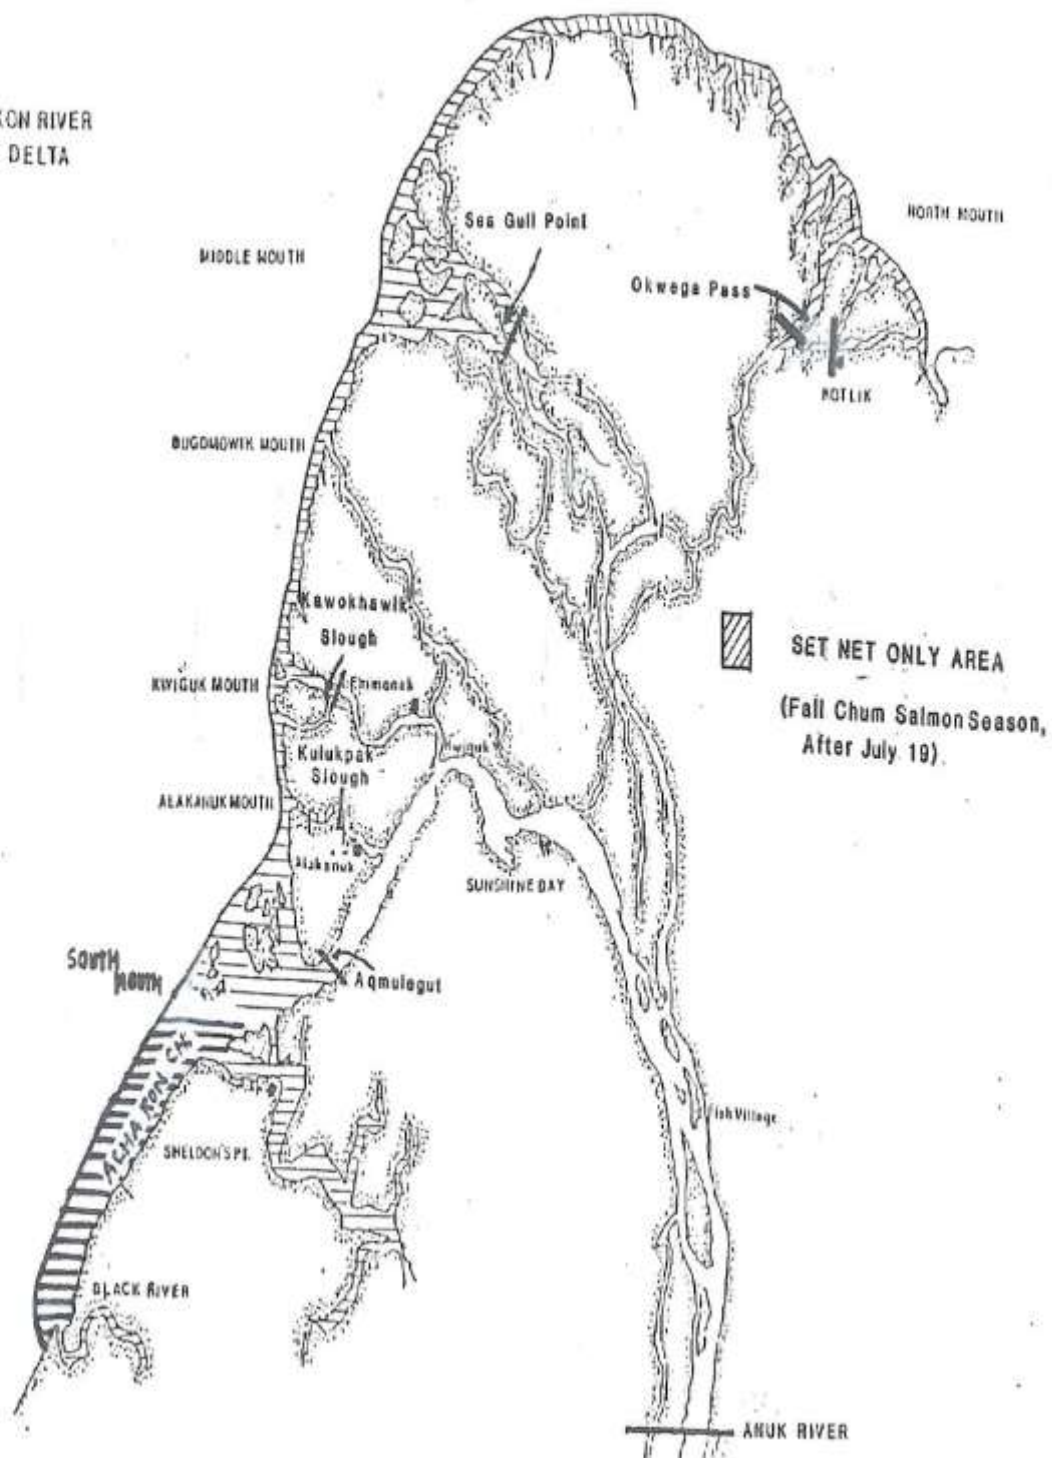 KON RIVER
DELTA
NORTH MOUTH
Sea Gull Point
MIDDLE MOUTH
Okwega Pass
KOTLIK
BUGOMOWIK MOUTH
Kawokhawik
Slough
SET NET ONLY AREA
KWIGUK MOUTH
Emmonak
(Fall Chum Salmon Season,
After July 19).
Kwiguk
Kulukpak
Slough
ALAKANUK MOUTH
Alakanuk
SUNSHINE BAY
SOUTH
MOUTH
Aqmulegut
ACHARON CH.
Fish Village
SHELDON'S PT.
BLACK RIVER
ANUK RIVER